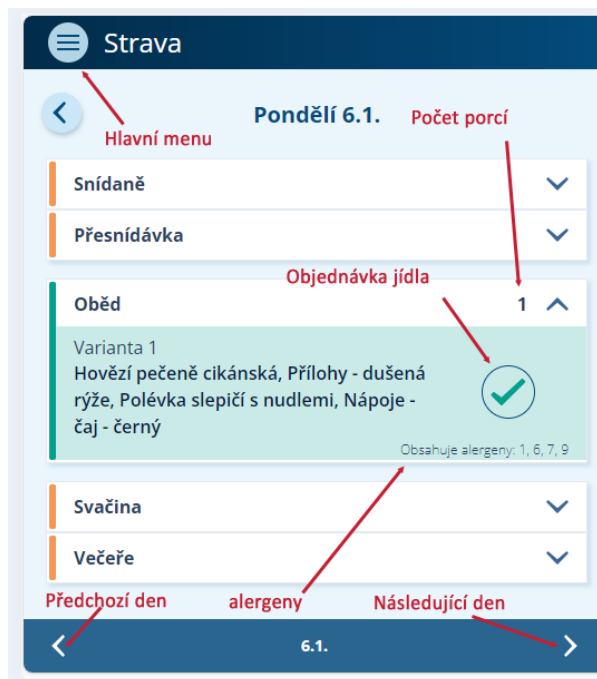 Strava
Pondělí 6.1.
Počet porcí
Hlavní menu
Snídaně
Přesnídávka
Objednávka jídla
Oběd 1
Varianta 1
Hovězí pečeně cikánská, Přílohy - dušená
rýže, Polévka slepičí s nudlemi, Nápoje -
čaj - černý
Obsahuje alergeny: 1, 6, 7, 9
Svačina
Večeře
Předchozí den
alergeny
Následující den
6.1.